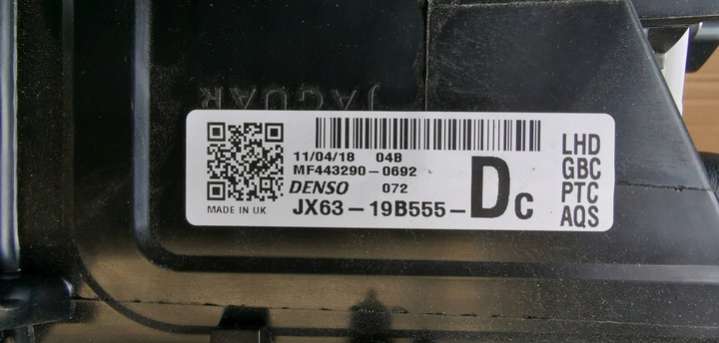 JAGUAR
11/04/18 04B
MF443290-0692
DENSO 072
MADE IN UK
JX63-19B555-DC
LHD
GBC
PTC
AQS